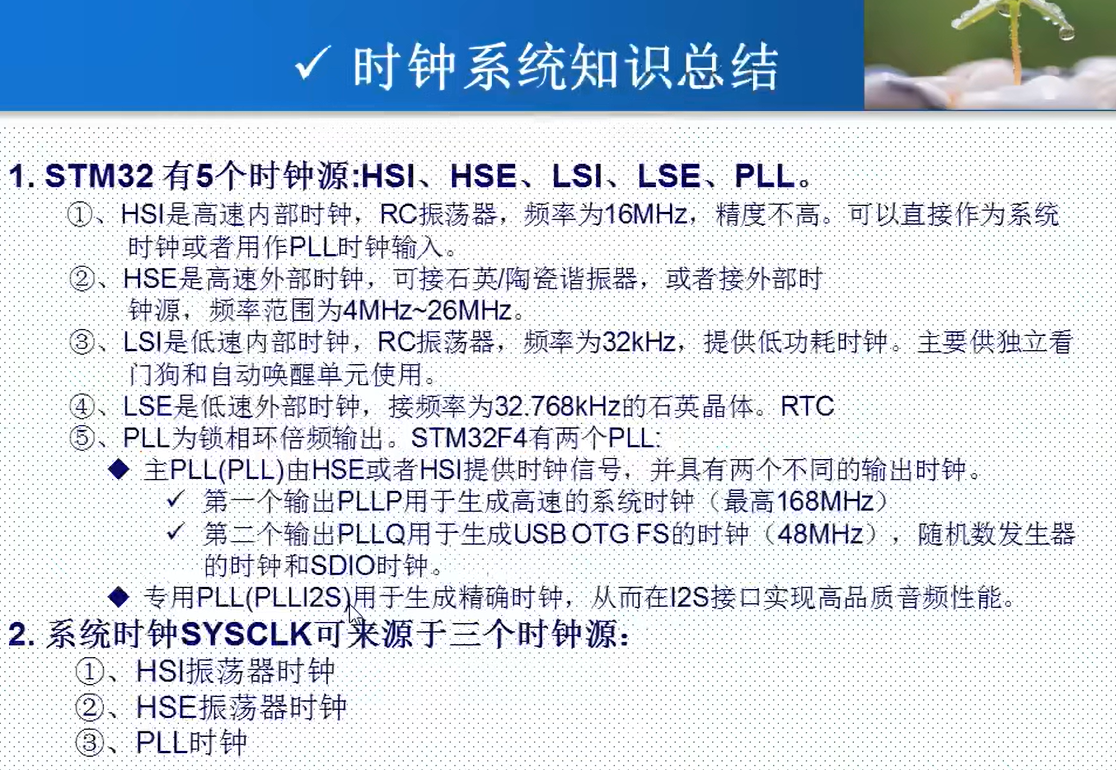 ✓ 时钟系统知识总结
1. STM32 有5个时钟源:HSI、HSE、LSI、LSE、PLL。
①、HSI是高速内部时钟，RC振荡器，频率为16MHz，精度不高。可以直接作为系统
时钟或者用作PLL时钟输入。
②、HSE是高速外部时钟，可接石英/陶瓷谐振器，或者接外部时
钟源，频率范围为4MHz~26MHz。
③、LSI是低速内部时钟，RC振荡器，频率为32kHz，提供低功耗时钟。主要供独立看
门狗和自动唤醒单元使用。
④、LSE是低速外部时钟，接频率为32.768kHz的石英晶体。RTC
⑤、PLL为锁相环倍频输出。STM32F4有两个PLL:
◆ 主PLL(PLL)由HSE或者HSI提供时钟信号，并具有两个不同的输出时钟。
✓ 第一个输出PLLP用于生成高速的系统时钟（最高168MHz）
✓ 第二个输出PLLQ用于生成USB OTG FS的时钟（48MHz），随机数发生器
的时钟和SDIO时钟。
◆ 专用PLL(PLLI2S)用于生成精确时钟，从而在I2S接口实现高品质音频性能。
2. 系统时钟SYSCLK可来源于三个时钟源：
①、HSI振荡器时钟
②、HSE振荡器时钟
③、PLL时钟